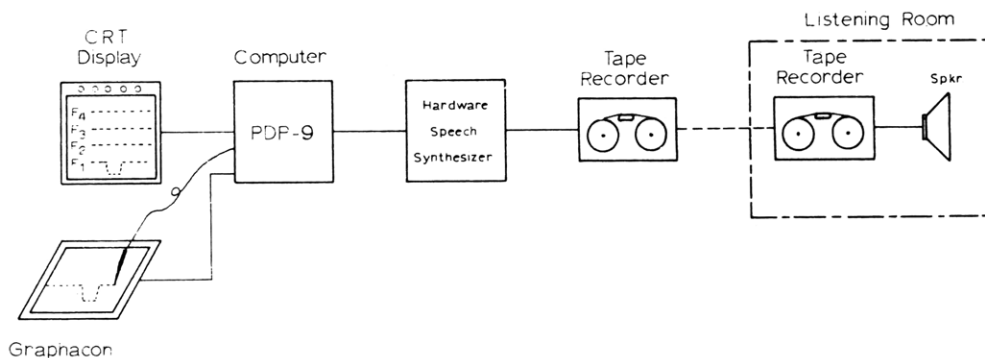 Listening Room
CRT
Display
Computer
Tape
Recorder
Tape
Recorder
Spkr
F4
F3
F2
F1
PDP-9
Hardware
Speech
Synthesizer
Graphacon